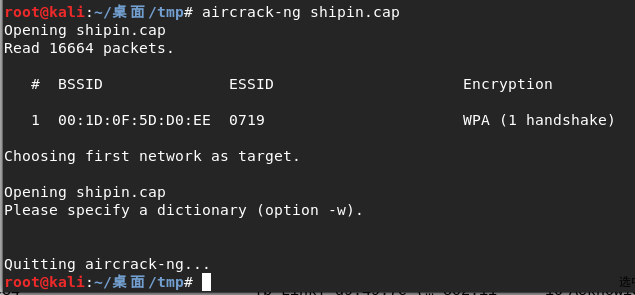 root@kali:~/桌面/tmp# aircrack-ng shipin.cap
Opening shipin.cap
Read 16664 packets.
# BSSID ESSID Encryption
1 00:1D:0F:5D:D0:EE 0719 WPA (1 handshake)
Choosing first network as target.
Opening shipin.cap
Please specify a dictionary (option -w).
Quitting aircrack-ng...
root@kali:~/桌面/tmp#